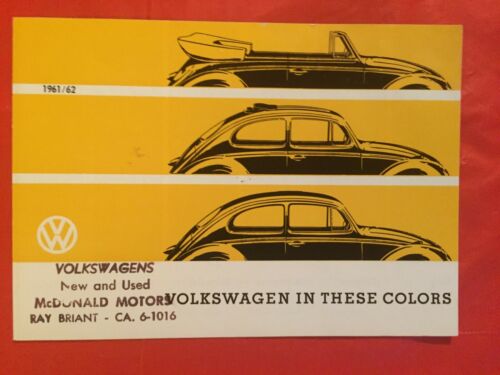 1961/62
VW
VOLKSWAGENS
New and Used
McDONALD MOTORS
RAY BRIANT - CA. 6-1016
VOLKSWAGEN IN THESE COLORS